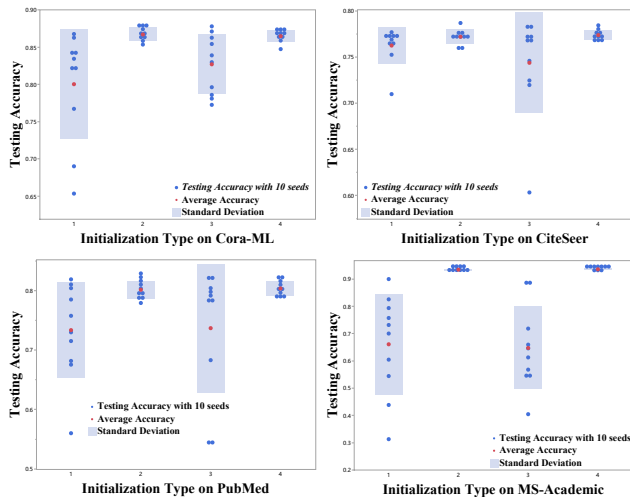 Testing Accuracy
0.90
0.85
0.80
0.75
0.70
0.65
Testing Accuracy with 10 seeds
Average Accuracy
Standard Deviation
1 2 3 4
Initialization Type on Cora-ML
Testing Accuracy
0.80
0.75
0.70
0.65
0.60
Testing Accuracy with 10 seeds
Average Accuracy
Standard Deviation
1 2 3 4
Initialization Type on CiteSeer
Testing Accuracy
0.8
0.7
0.6
0.5
Testing Accuracy with 10 seeds
Average Accuracy
Standard Deviation
1 2 3 4
Initialization Type on PubMed
Testing Accuracy
0.9
0.8
0.7
0.6
0.5
0.4
0.3
0.2
Testing Accuracy with 10 seeds
Average Accuracy
Standard Deviation
1 2 3 4
Initialization Type on MS-Academic